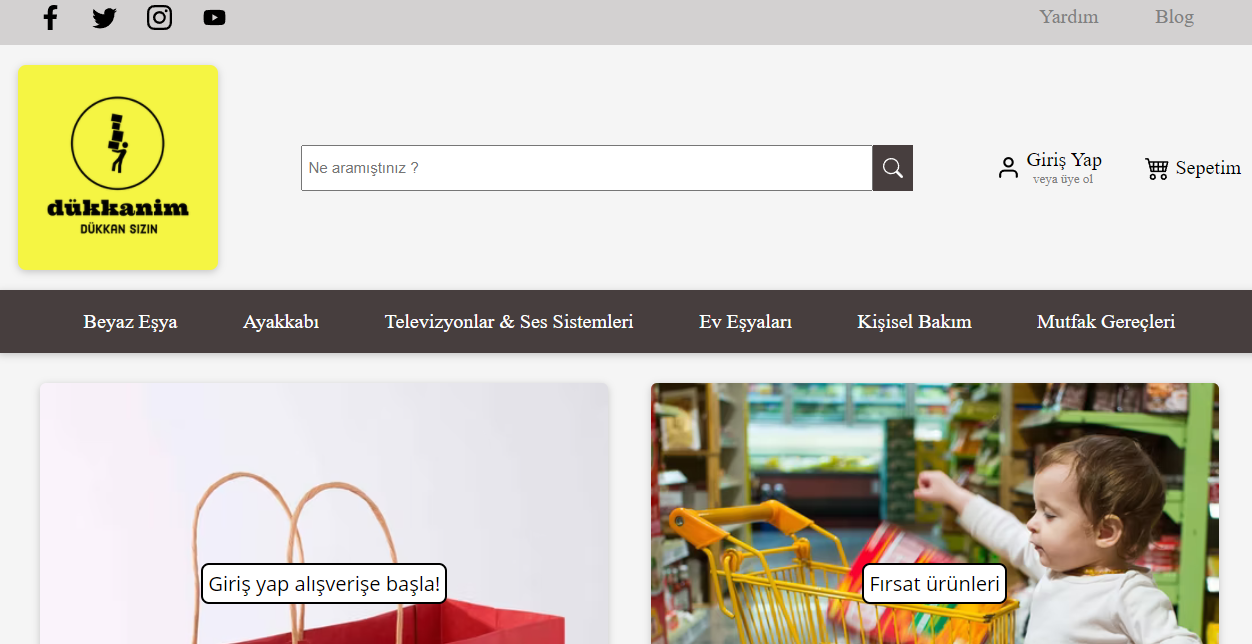 Yardım Blog
dükkanim
DÜKKAN SIZIN
Ne aramıştınız ?
Giriş Yap
veya üye ol
Sepetim
Beyaz Eşya Ayakkabı Televizyonlar & Ses Sistemleri Ev Eşyaları Kişisel Bakım Mutfak Gereçleri
Giriş yap alışverişe başla!
Fırsat ürünleri